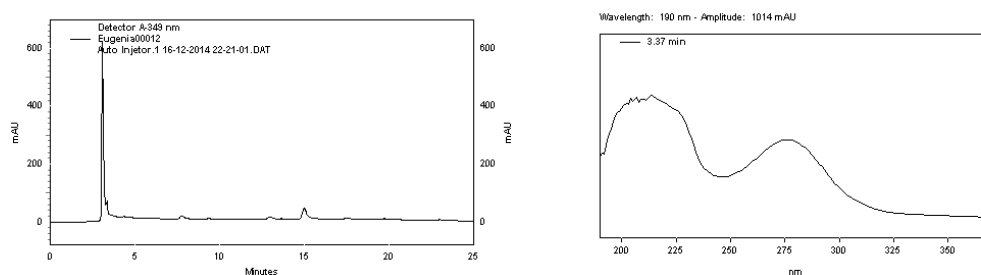 Detector A-349 nm
Eugenia00012
Auto Injetor.1 16-12-2014 22-21-01.DAT
600
400
200
0
mAU
600
400
200
0
mAU
0 5 10 15 20 25
Minutes
Wavelength: 190 nm - Amplitude: 1014 mAU
3.37 min
mAU
200 225 250 275 300 325 350
nm